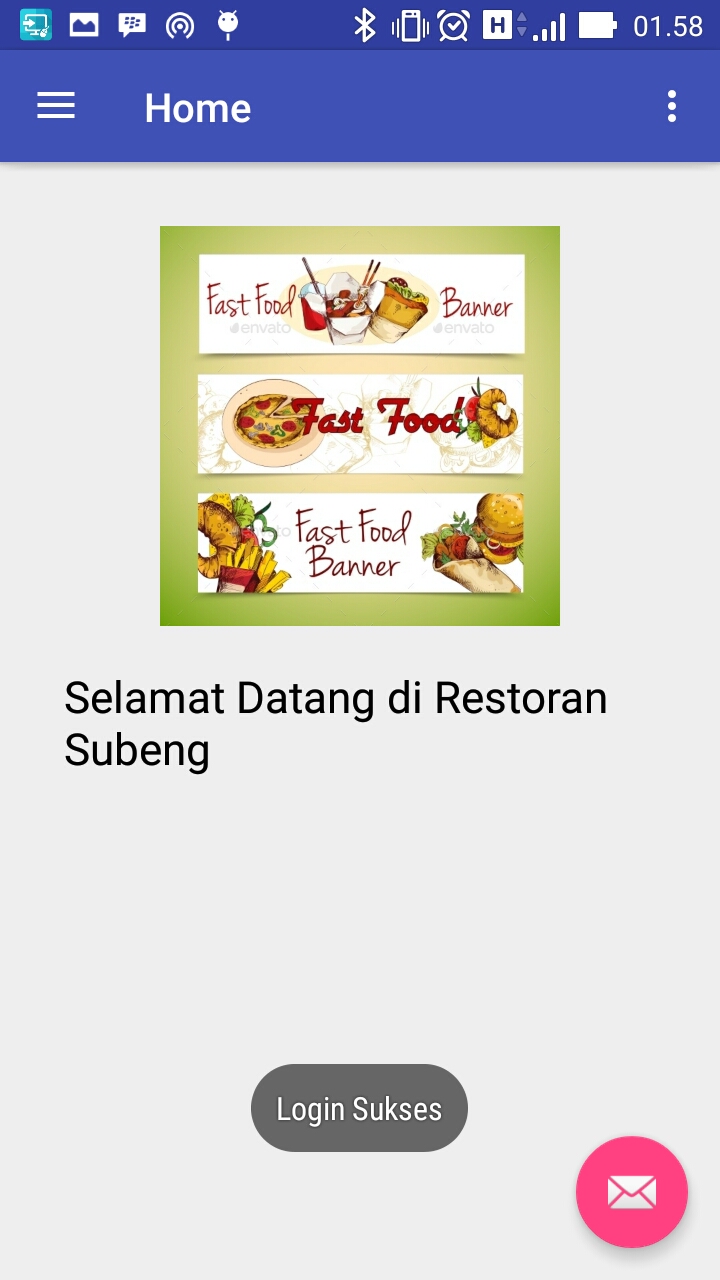 01.58
Home
Fast Food Banner
envato envato
Fast Food
Fast Food
Banner
Selamat Datang di Restoran
Subeng
Login Sukses